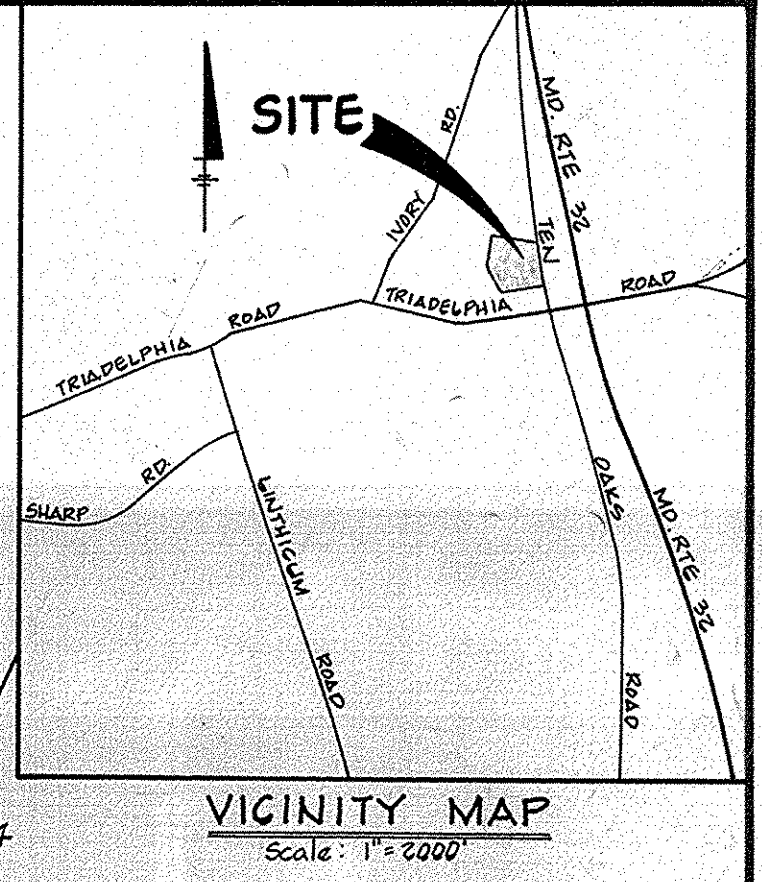 SITE
MD. RTE 32
IVORY RD.
TEN
TRIADELPHIA ROAD
TRIADELPHIA ROAD
OAKS
RD.
SHARP
LINTHICUM
MD. RTE 32
ROAD
ROAD
VICINITY MAP
Scale: 1"=2000'